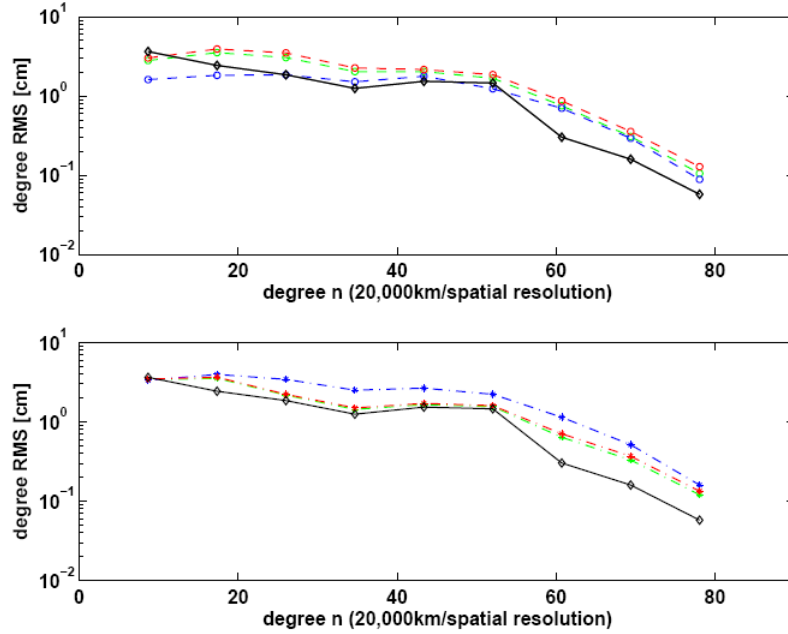 degree RMS [cm]
10^1
10^0
10^-1
10^-2
0 20 40 60 80
degree n (20,000km/spatial resolution)
degree RMS [cm]
10^1
10^0
10^-1
10^-2
0 20 40 60 80
degree n (20,000km/spatial resolution)